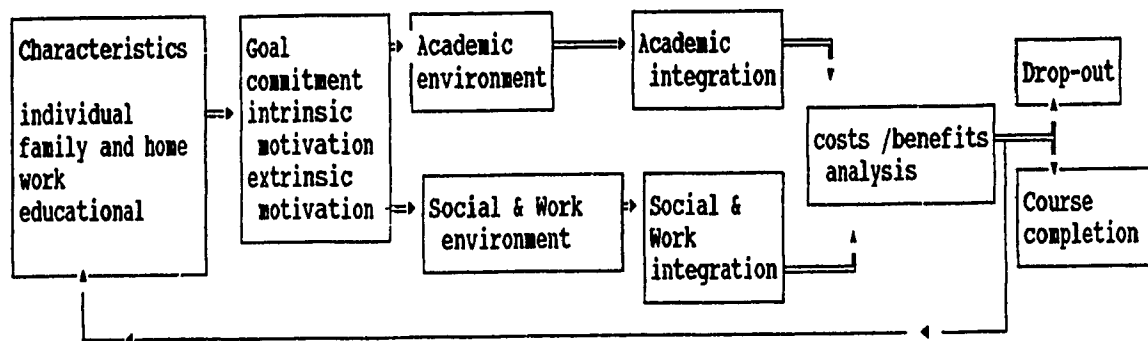 Characteristics
individual
family and home
work
educational
Goal
commitment
intrinsic
motivation
extrinsic
motivation
Academic
environment
Academic
integration
Social & Work
environment
Social &
Work
integration
costs /benefits
analysis
Drop-out
Course
completion